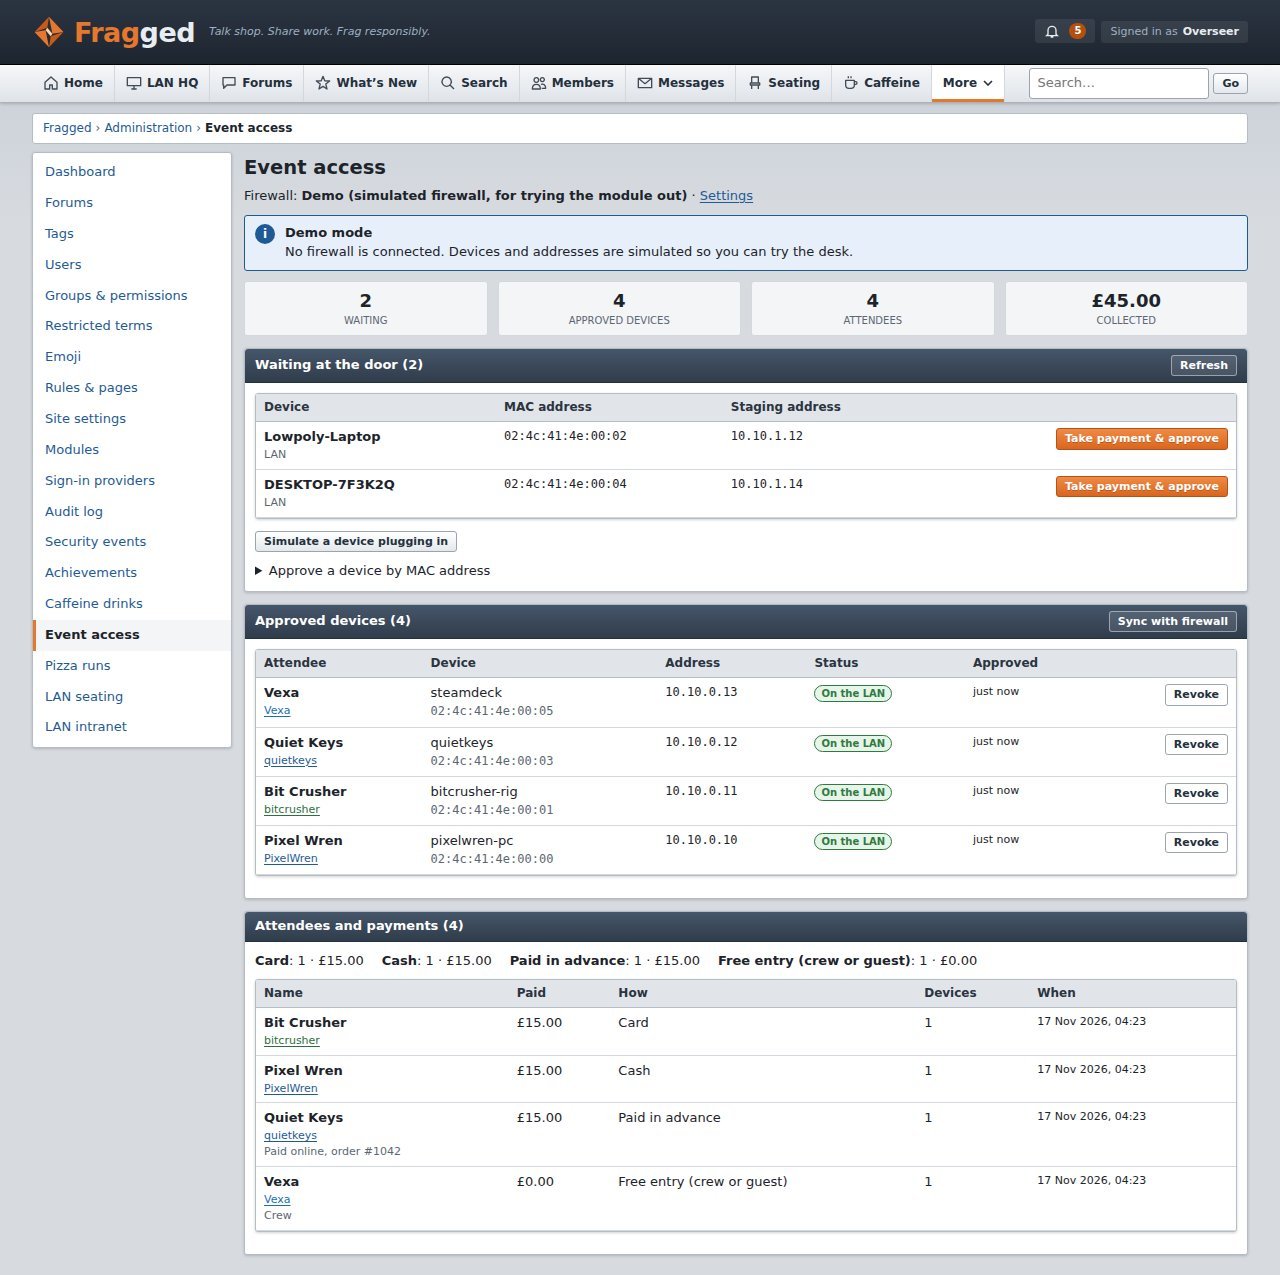 Fragged
Talk shop. Share work. Frag responsibly.
5
Signed in as Overseer
Home
LAN HQ
Forums
What's New
Search
Members
Messages
Seating
Caffeine
More
Search...
Go
Fragged › Administration › Event access
Dashboard
Forums
Tags
Users
Groups & permissions
Restricted terms
Emoji
Rules & pages
Site settings
Modules
Sign-in providers
Audit log
Security events
Achievements
Caffeine drinks
Event access
Pizza runs
LAN seating
LAN intranet
Event access
Firewall: Demo (simulated firewall, for trying the module out) · Settings
i
Demo mode
No firewall is connected. Devices and addresses are simulated so you can try the desk.
2
WAITING
4
APPROVED DEVICES
4
ATTENDEES
£45.00
COLLECTED
Waiting at the door (2)
Refresh
Device MAC address Staging address
Lowpoly-Laptop 02:4c:41:4e:00:02 10.10.1.12 Take payment & approve
LAN
DESKTOP-7F3K2Q 02:4c:41:4e:00:04 10.10.1.14 Take payment & approve
LAN
Simulate a device plugging in
Approve a device by MAC address
Approved devices (4)
Sync with firewall
Attendee Device Address Status Approved
Vexa steamdeck 10.10.0.13 On the LAN just now Revoke
Vexa 02:4c:41:4e:00:05
Quiet Keys quietkeys 10.10.0.12 On the LAN just now Revoke
quietkeys 02:4c:41:4e:00:03
Bit Crusher bitcrusher-rig 10.10.0.11 On the LAN just now Revoke
bitcrusher 02:4c:41:4e:00:01
Pixel Wren pixelwren-pc 10.10.0.10 On the LAN just now Revoke
PixelWren 02:4c:41:4e:00:00
Attendees and payments (4)
Card: 1 · £15.00 Cash: 1 · £15.00 Paid in advance: 1 · £15.00 Free entry (crew or guest): 1 · £0.00
Name Paid How Devices When
Bit Crusher £15.00 Card 1 17 Nov 2026, 04:23
bitcrusher
Pixel Wren £15.00 Cash 1 17 Nov 2026, 04:23
PixelWren
Quiet Keys £15.00 Paid in advance 1 17 Nov 2026, 04:23
quietkeys
Paid online, order #1042
Vexa £0.00 Free entry (crew or guest) 1 17 Nov 2026, 04:23
Vexa
Crew